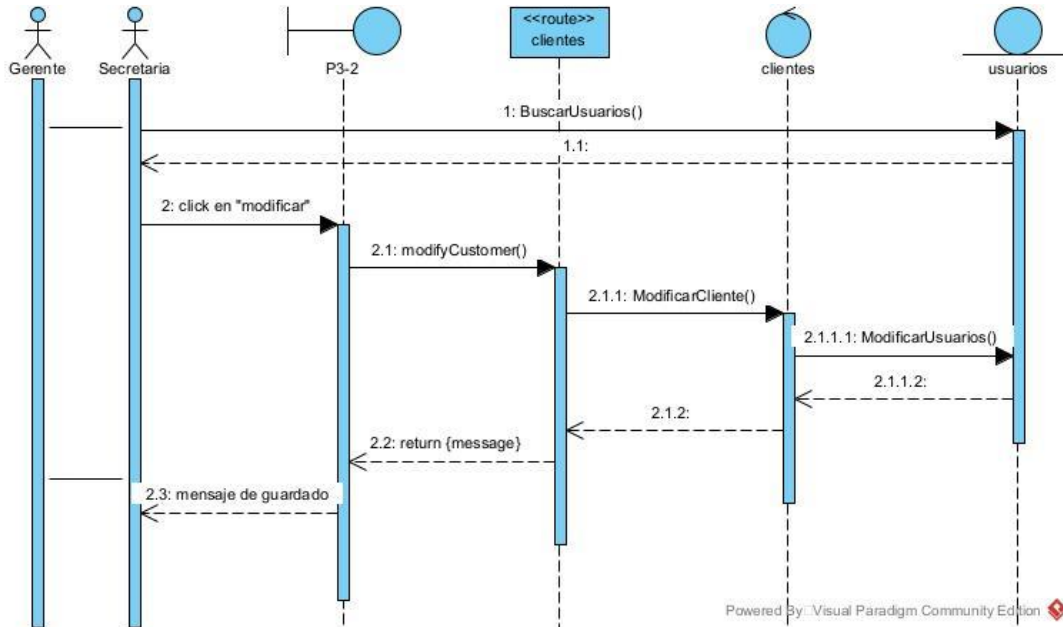 Gerente
Secretaria
P3-2
<<route>>
clientes
clientes
usuarios
1: BuscarUsuarios()
1.1:
2: click en "modificar"
2.1: modifyCustomer()
2.1.1: ModificarCliente()
2.1.1.1: ModificarUsuarios()
2.1.1.2:
2.1.2:
2.2: return {message}
2.3: mensaje de guardado
Powered By Visual Paradigm Community Edition